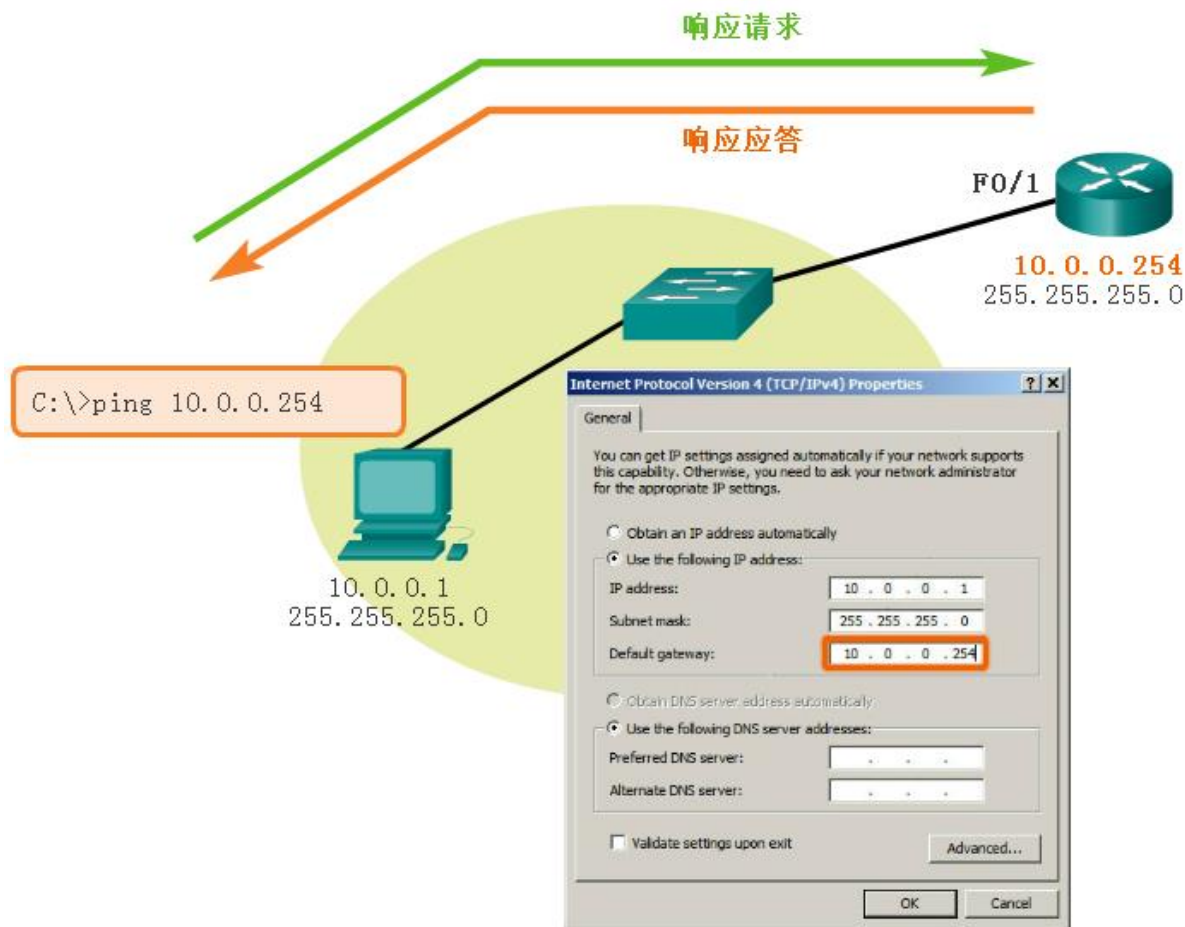 响应请求
响应应答
F0/1
10.0.0.254
255.255.255.0
C:\>ping 10.0.0.254
10.0.0.1
255.255.255.0
Internet Protocol Version 4 (TCP/IPv4) Properties
General
You can get IP settings assigned automatically if your network supports
this capability. Otherwise, you need to ask your network administrator
for the appropriate IP settings.
Obtain an IP address automatically
Use the following IP address:
IP address: 10 . 0 . 0 . 1
Subnet mask: 255 . 255 . 255 . 0
Default gateway: 10 . 0 . 0 . 254
Obtain DNS server address automatically
Use the following DNS server addresses:
Preferred DNS server: . . .
Alternate DNS server: . . .
Validate settings upon exit
Advanced...
OK Cancel